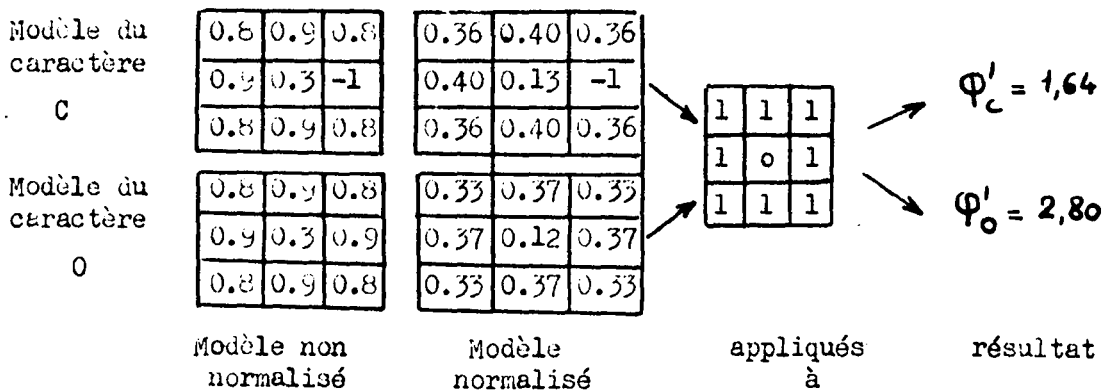 Modèle du
caractère
C
0.8 0.9 0.8
0.9 0.3 -1
0.8 0.9 0.8
0.36 0.40 0.36
0.40 0.13 -1
0.36 0.40 0.36
Modèle du
caractère
O
0.8 0.9 0.8
0.9 0.3 0.9
0.8 0.9 0.8
0.33 0.37 0.33
0.37 0.12 0.37
0.33 0.37 0.33
1 1 1
1 0 1
1 1 1
φ'c = 1,64
φ'o = 2,80
Modèle non
normalisé
Modèle
normalisé
appliqués
à
résultat